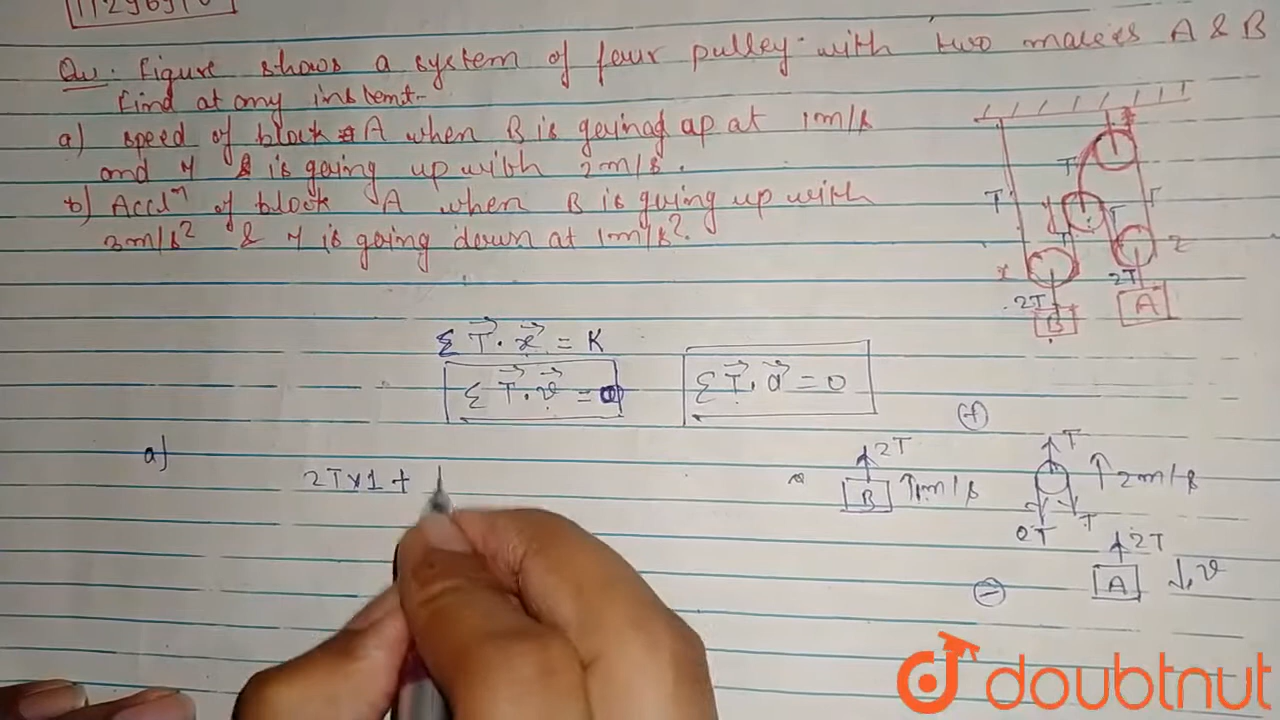 Qu. Figure shows a system of four pulley with two masses A & B
Find at any instent-
a) speed of block A when B is going up at 1m/s
and Y is going up with 2m/s.
b) Accl^n of block A when B is going up with
3m/s² & Y is going down at 1m/s².
T
T
T
y
T
T
x
z
2T
2T
B
A
Σ T⃗ · x⃗ = K
Σ T⃗ · v⃗ = 0
Σ T⃗ · a⃗ = 0
(+)
a)
2T×1 +
2T
B
↑1m/s
T
↑ 2m/s
T
T
2T
(−)
A
↓v
doubtnut